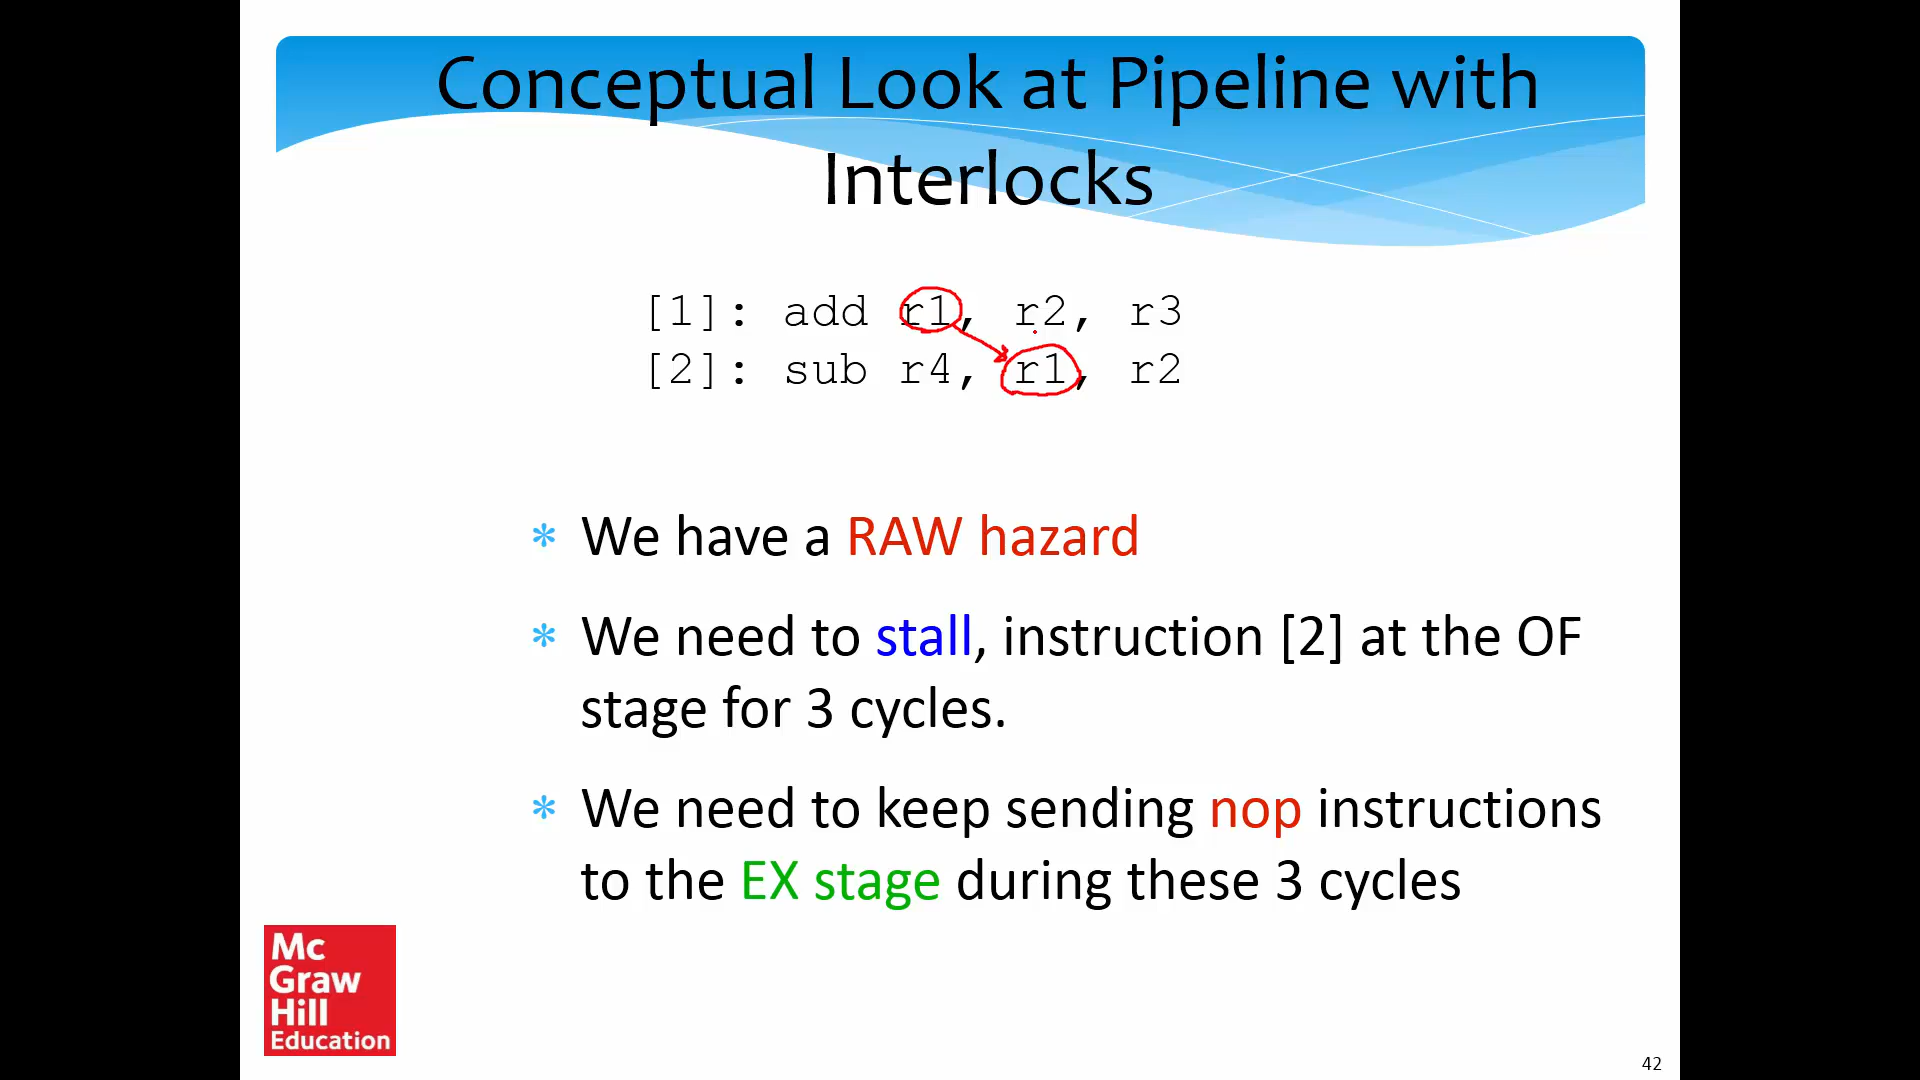 Conceptual Look at Pipeline with
Interlocks
[1]: add r1, r2, r3
[2]: sub r4, r1, r2
* We have a RAW hazard
* We need to stall, instruction [2] at the OF
stage for 3 cycles.
* We need to keep sending nop instructions
to the EX stage during these 3 cycles
Mc
Graw
Hill
Education
42